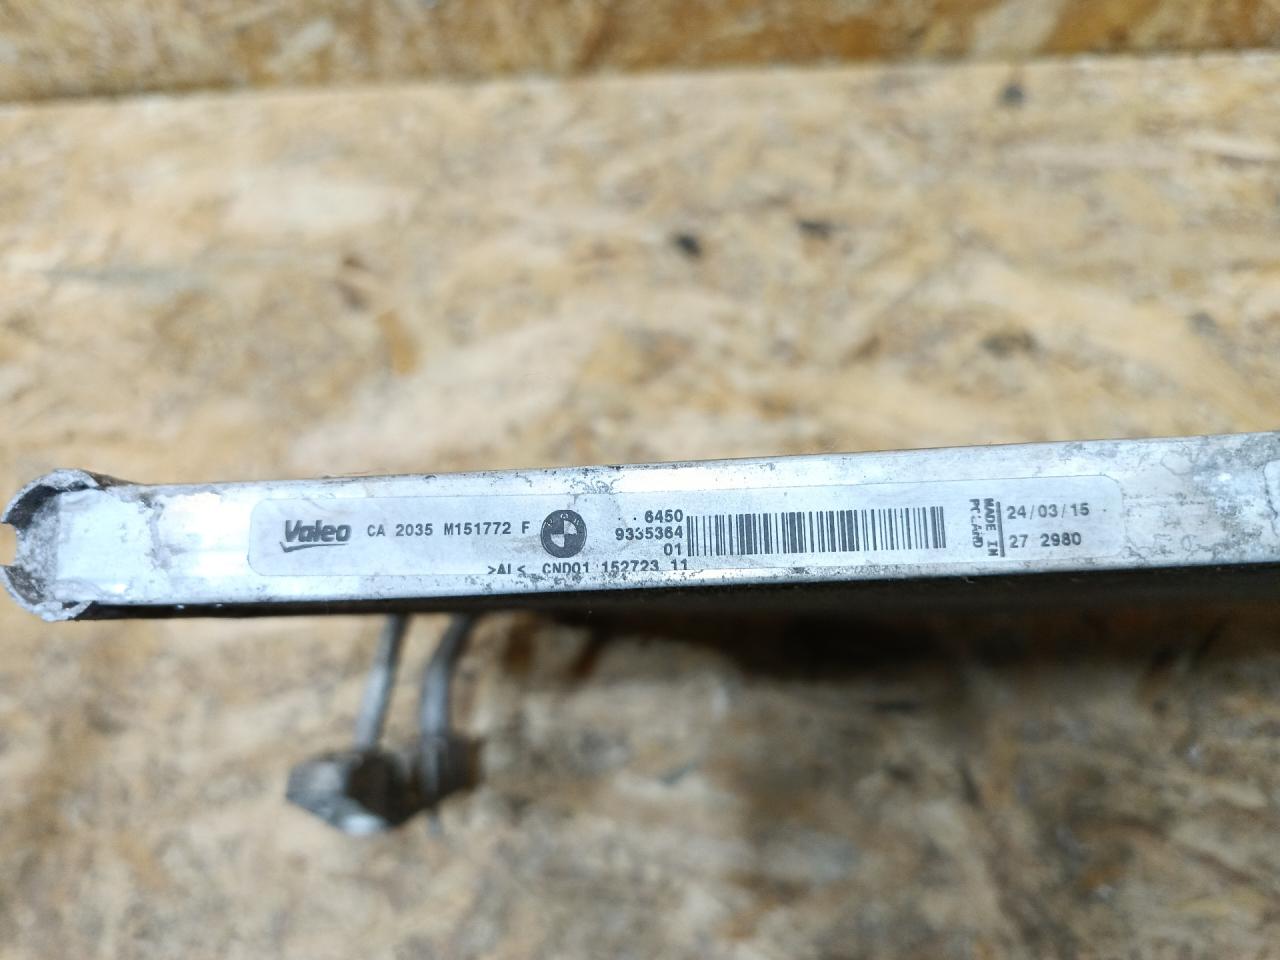 Valeo CA 2035 M151772 F
6450
9335364
01
>AL< CND01 152723 11
MADE IN
POLAND
24/03/15
27 2980